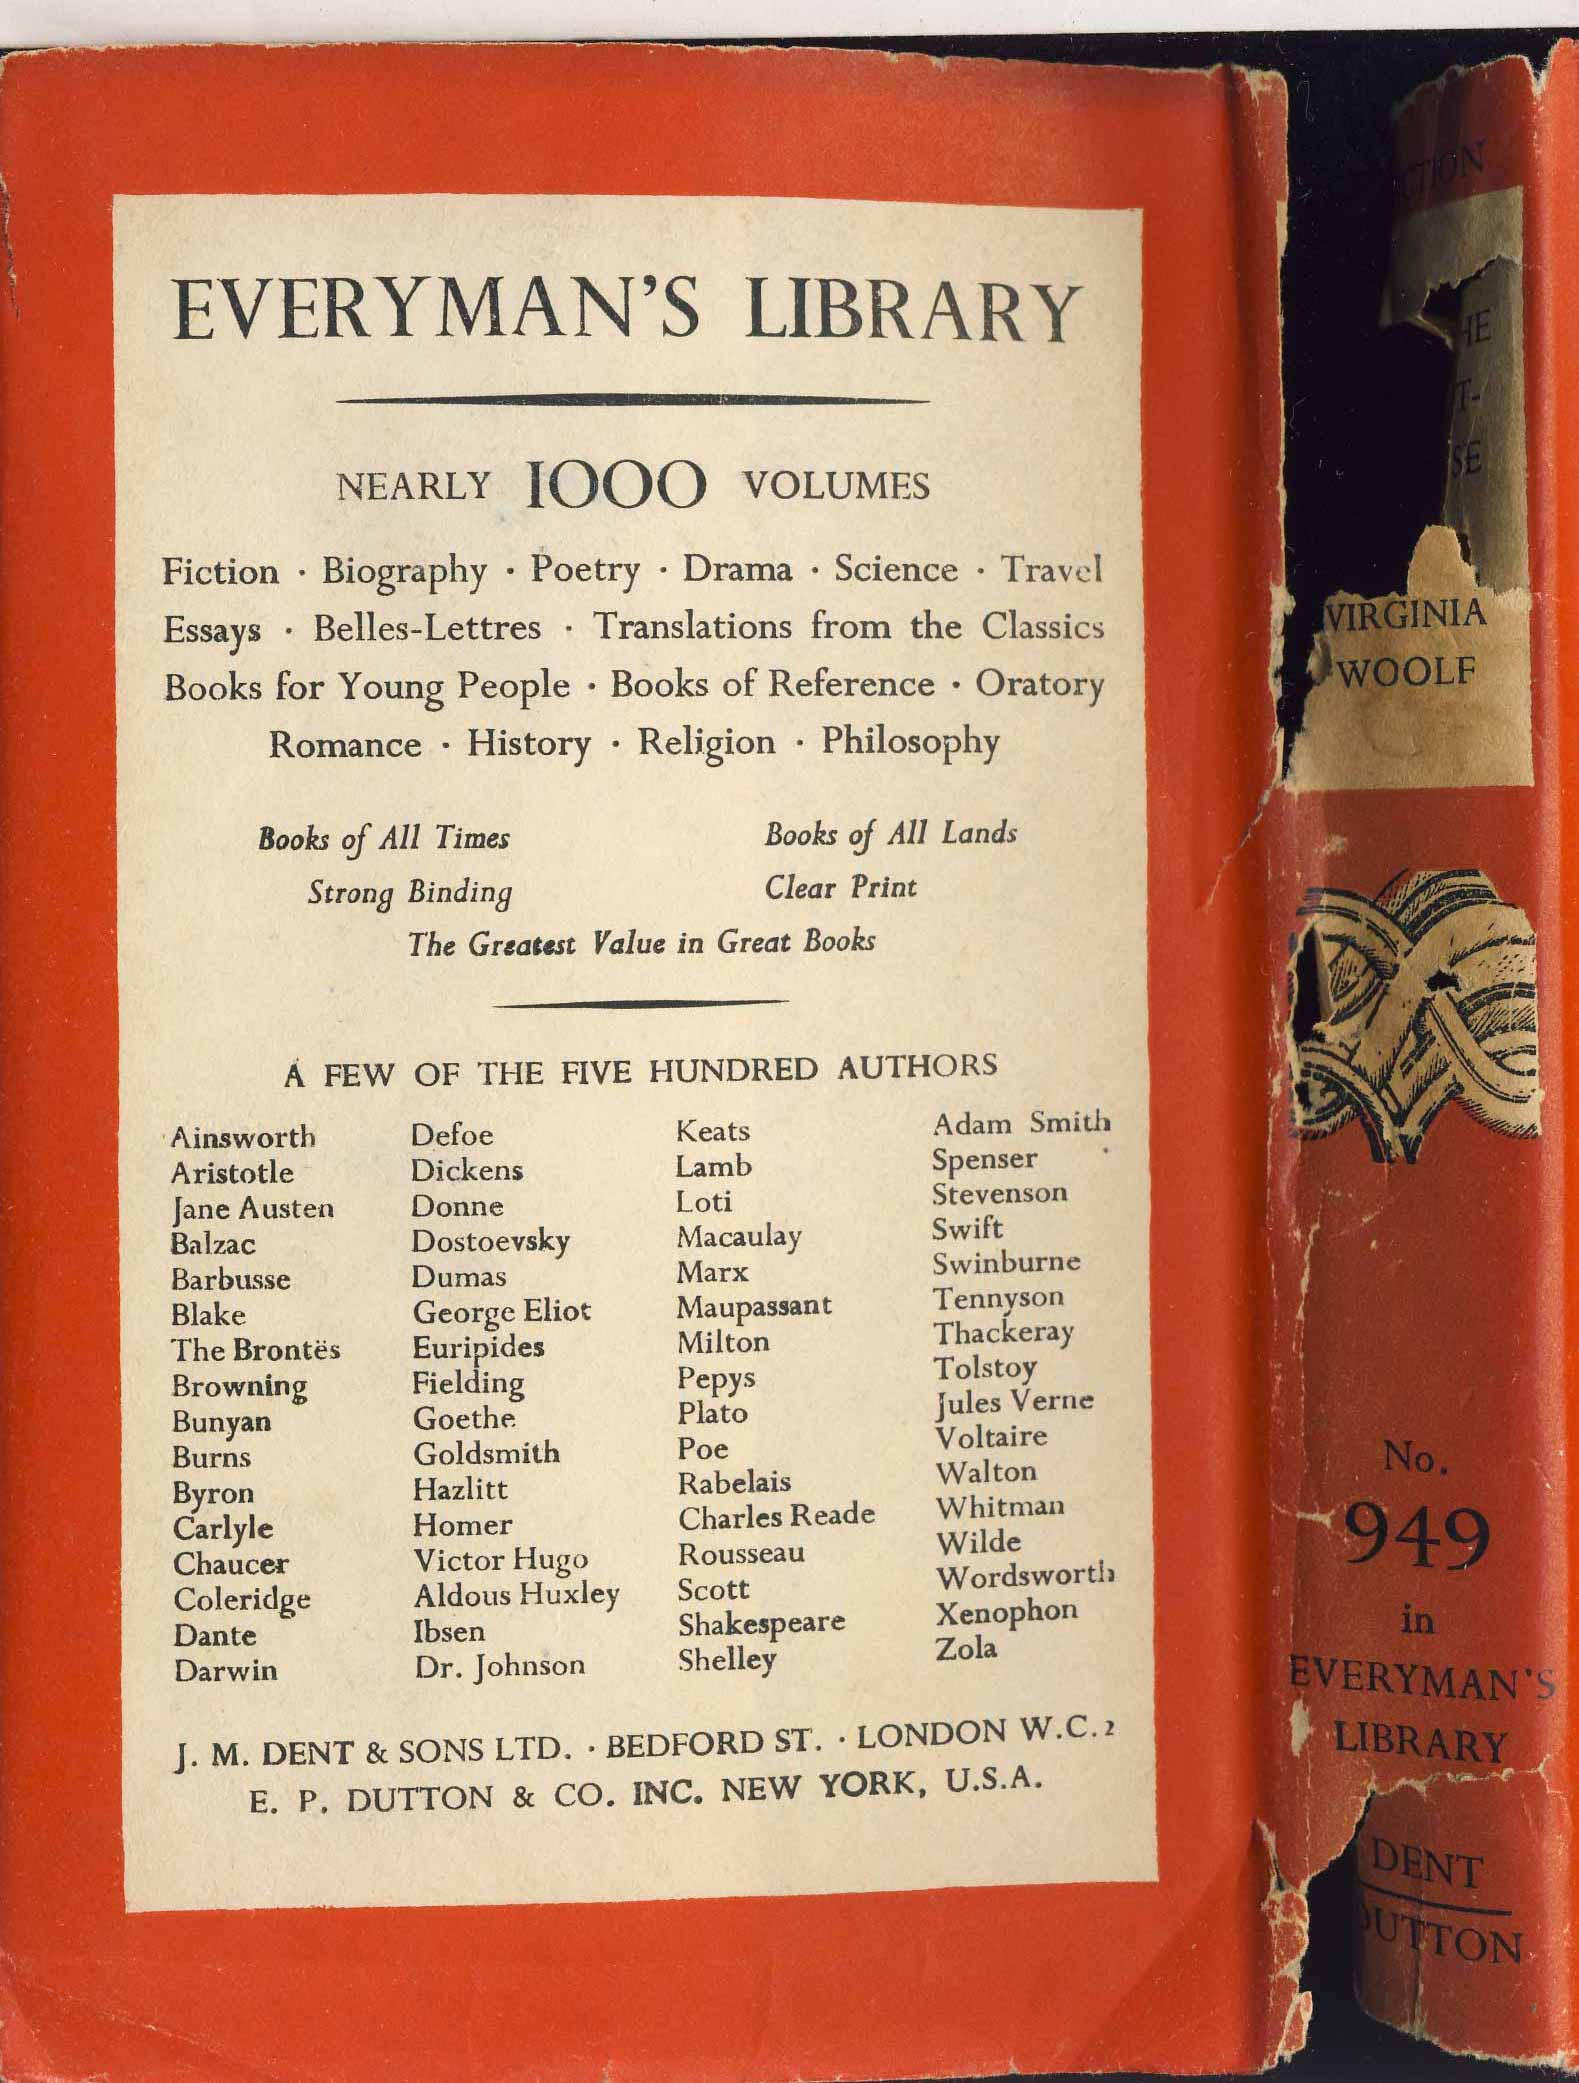 EVERYMAN'S LIBRARY
NEARLY 1000 VOLUMES
Fiction · Biography · Poetry · Drama · Science · Travel
Essays · Belles-Lettres · Translations from the Classics
Books for Young People · Books of Reference · Oratory
Romance · History · Religion · Philosophy
Books of All Times Books of All Lands
Strong Binding Clear Print
The Greatest Value in Great Books
A FEW OF THE FIVE HUNDRED AUTHORS
Ainsworth
Aristotle
Jane Austen
Balzac
Barbusse
Blake
The Brontës
Browning
Bunyan
Burns
Byron
Carlyle
Chaucer
Coleridge
Dante
Darwin
Defoe
Dickens
Donne
Dostoevsky
Dumas
George Eliot
Euripides
Fielding
Goethe
Goldsmith
Hazlitt
Homer
Victor Hugo
Aldous Huxley
Ibsen
Dr. Johnson
Keats
Lamb
Loti
Macaulay
Marx
Maupassant
Milton
Pepys
Plato
Poe
Rabelais
Charles Reade
Rousseau
Scott
Shakespeare
Shelley
Adam Smith
Spenser
Stevenson
Swift
Swinburne
Tennyson
Thackeray
Tolstoy
Jules Verne
Voltaire
Walton
Whitman
Wilde
Wordsworth
Xenophon
Zola
J. M. DENT & SONS LTD. · BEDFORD ST. · LONDON W.C.2
E. P. DUTTON & CO. INC. NEW YORK, U.S.A.
CTION
HE
T-
SE
VIRGINIA
WOOLF
No.
949
in
EVERYMAN'S
LIBRARY
DENT
DUTTON